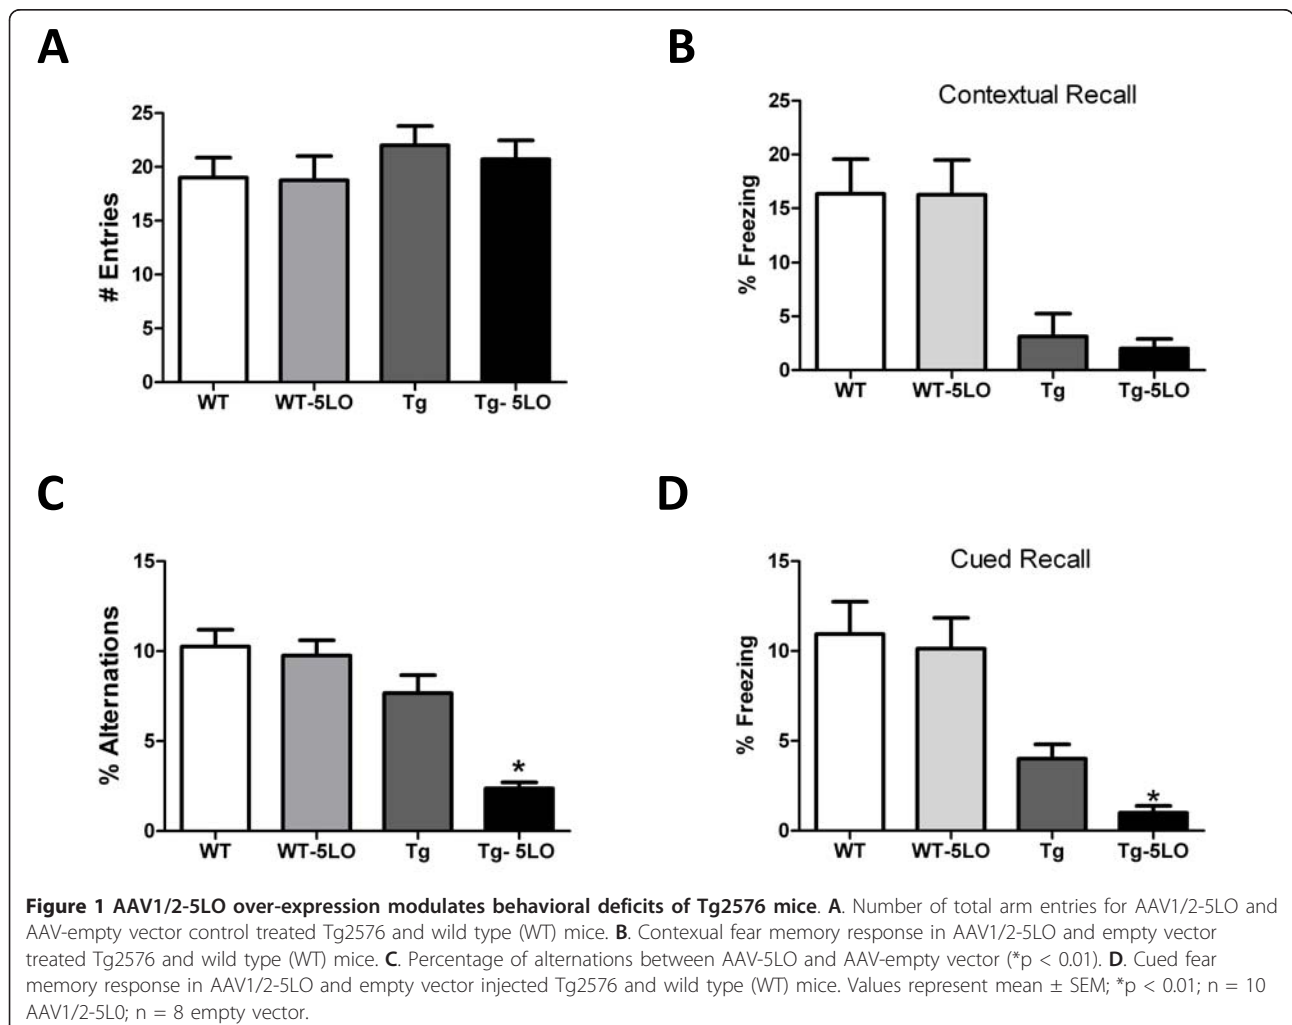 A
25
20
15
10
5
0
# Entries
WT WT-5LO Tg Tg- 5LO
B
Contextual Recall
25
20
15
10
5
0
% Freezing
WT WT-5LO Tg Tg-5LO
C
15
10
5
0
% Alternations
*
WT WT-5LO Tg Tg- 5LO
D
Cued Recall
15
10
5
0
% Freezing
*
WT WT-5LO Tg Tg-5LO
Figure 1 AAV1/2-5LO over-expression modulates behavioral deficits of Tg2576 mice. A. Number of total arm entries for AAV1/2-5LO and
AAV-empty vector control treated Tg2576 and wild type (WT) mice. B. Contexual fear memory response in AAV1/2-5LO and empty vector
treated Tg2576 and wild type (WT) mice. C. Percentage of alternations between AAV-5LO and AAV-empty vector (*p < 0.01). D. Cued fear
memory response in AAV1/2-5LO and empty vector injected Tg2576 and wild type (WT) mice. Values represent mean ± SEM; *p < 0.01; n = 10
AAV1/2-5L0; n = 8 empty vector.